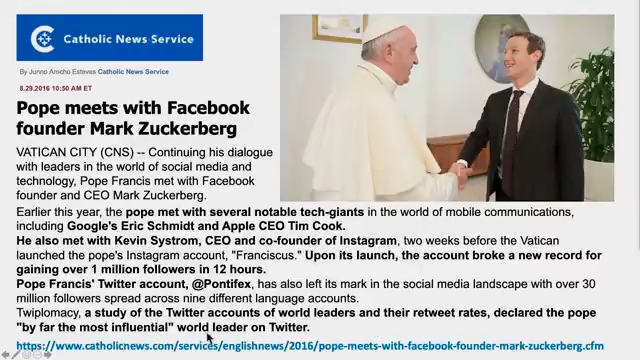 Catholic News Service
By Junno Arocho Esteves Catholic News Service
8.29.2016 10:50 AM ET
Pope meets with Facebook
founder Mark Zuckerberg
VATICAN CITY (CNS) -- Continuing his dialogue
with leaders in the world of social media and
technology, Pope Francis met with Facebook
founder and CEO Mark Zuckerberg.
Earlier this year, the pope met with several notable tech-giants in the world of mobile communications,
including Google's Eric Schmidt and Apple CEO Tim Cook.
He also met with Kevin Systrom, CEO and co-founder of Instagram, two weeks before the Vatican
launched the pope's Instagram account, "Franciscus." Upon its launch, the account broke a new record for
gaining over 1 million followers in 12 hours.
Pope Francis' Twitter account, @Pontifex, has also left its mark in the social media landscape with over 30
million followers spread across nine different language accounts.
Twiplomacy, a study of the Twitter accounts of world leaders and their retweet rates, declared the pope
"by far the most influential" world leader on Twitter.
https://www.catholicnews.com/services/englishnews/2016/pope-meets-with-facebook-founder-mark-zuckerberg.cfm